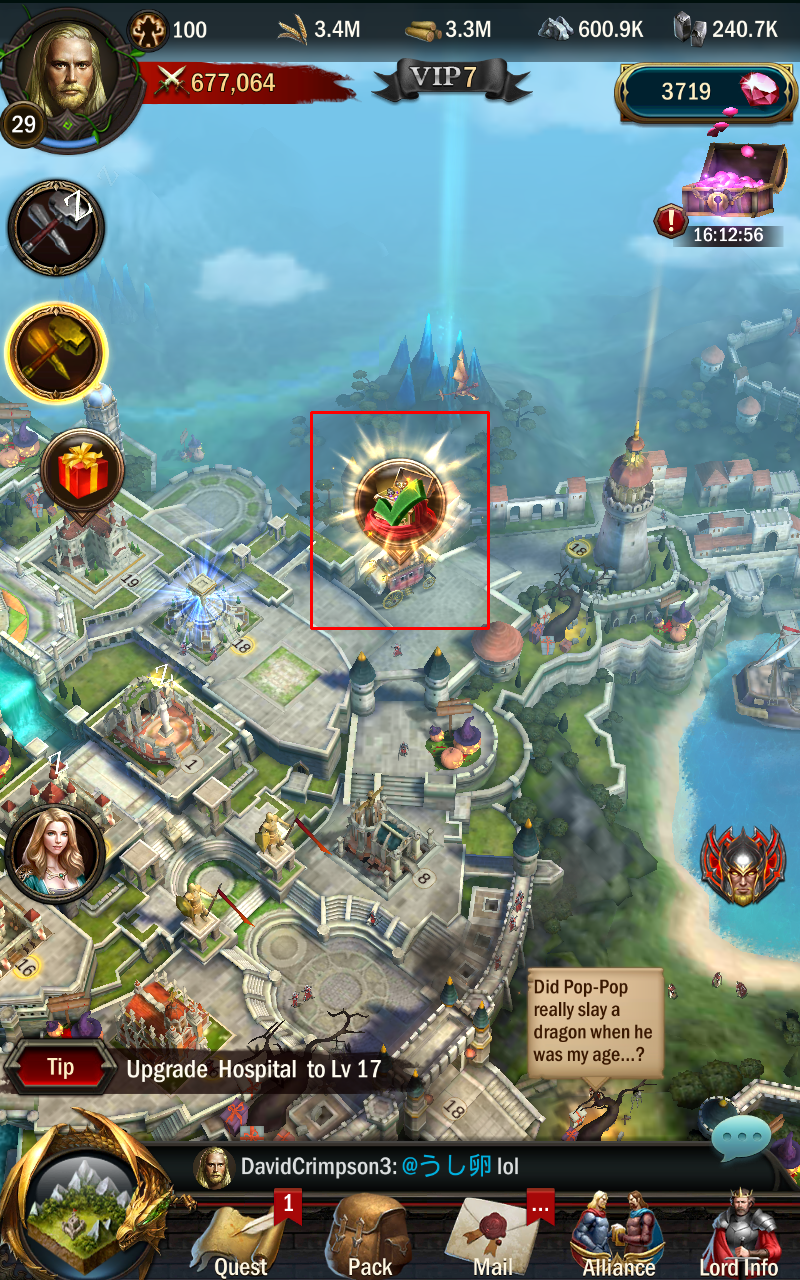 100
3.4M
3.3M
600.9K
240.7K
677,064
VIP7
3719
29
16:12:56
18
19
18
1
8
16
Did Pop-Pop
really slay a
dragon when he
was my age...?
Tip
Upgrade Hospital to Lv 17
18
DavidCrimpson3: @うし卵 lol
1
...
Quest
Pack
Mail
Alliance
Lord Info